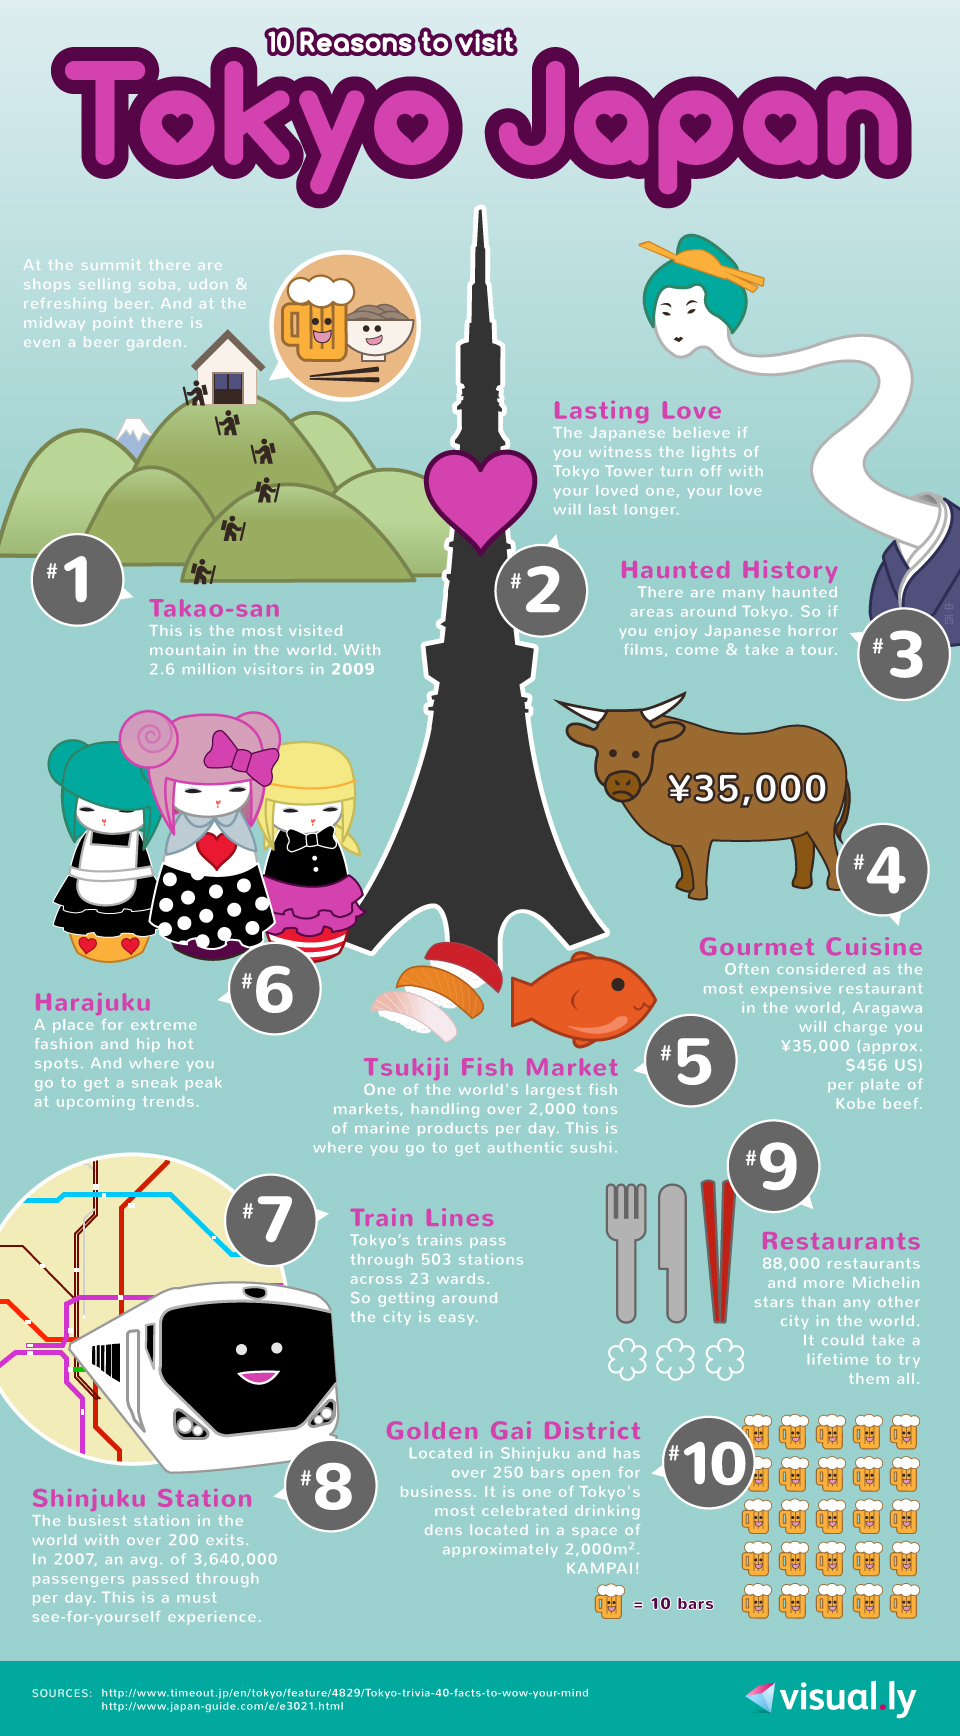 10 Reasons to visit
Tokyo Japan
At the summit there are
shops selling soba, udon &
refreshing beer. And at the
midway point there is
even a beer garden.
#1
Takao-san
This is the most visited
mountain in the world. With
2.6 million visitors in 2009
Lasting Love
The Japanese believe if
you witness the lights of
Tokyo Tower turn off with
your loved one, your love
will last longer.
#2
Haunted History
There are many haunted
areas around Tokyo. So if
you enjoy Japanese horror
films, come & take a tour.
#3
中
西
¥35,000
#4
Gourmet Cuisine
Often considered as the
most expensive restaurant
in the world, Aragawa
will charge you
¥35,000 (approx.
$456 US)
per plate of
Kobe beef.
#6
Harajuku
A place for extreme
fashion and hip hot
spots. And where you
go to get a sneak peak
at upcoming trends.
#5
Tsukiji Fish Market
One of the world's largest fish
markets, handling over 2,000 tons
of marine products per day. This is
where you go to get authentic sushi.
#7
Train Lines
Tokyo's trains pass
through 503 stations
across 23 wards.
So getting around
the city is easy.
#9
Restaurants
88,000 restaurants
and more Michelin
stars than any other
city in the world.
It could take a
lifetime to try
them all.
#8
Shinjuku Station
The busiest station in the
world with over 200 exits.
In 2007, an avg. of 3,640,000
passengers passed through
per day. This is a must
see-for-yourself experience.
Golden Gai District
Located in Shinjuku and has
over 250 bars open for
business. It is one of Tokyo's
most celebrated drinking
dens located in a space of
approximately 2,000m².
KAMPAI!
#10
= 10 bars
SOURCES: http://www.timeout.jp/en/tokyo/feature/4829/Tokyo-trivia-40-facts-to-wow-your-mind
http://www.japan-guide.com/e/e3021.html
visual.ly